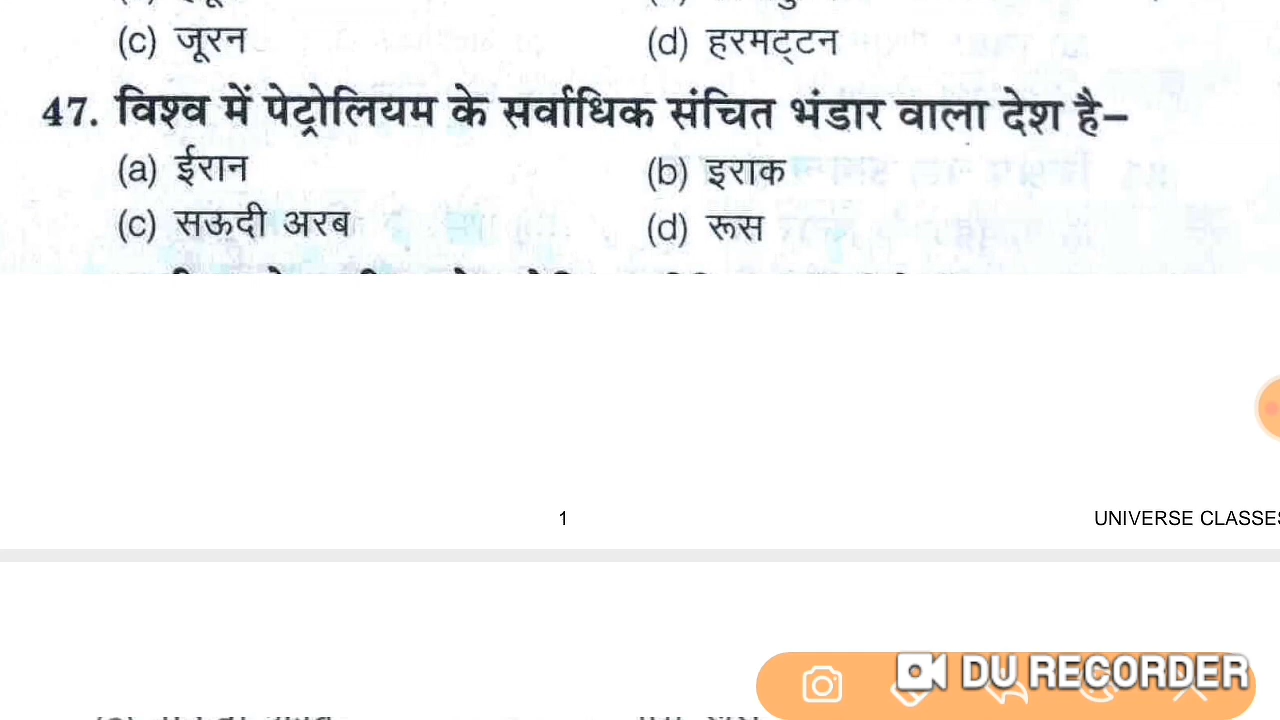 (c) जूरन (d) हरमट्टन
47. विश्व में पेट्रोलियम के सर्वाधिक संचित भंडार वाला देश है–
(a) ईरान (b) इराक
(c) सऊदी अरब (d) रूस
1 UNIVERSE CLASSES
DU RECORDER